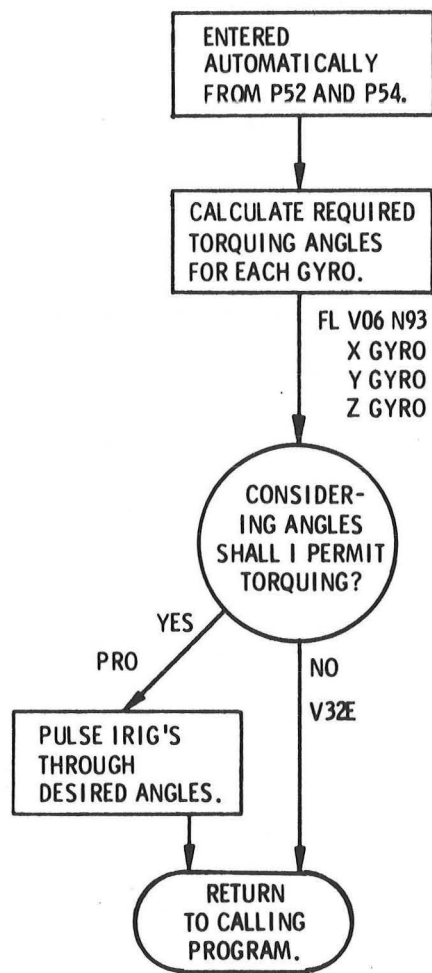 ENTERED
AUTOMATICALLY
FROM P52 AND P54.
CALCULATE REQUIRED
TORQUING ANGLES
FOR EACH GYRO.
FL V06 N93
X GYRO
Y GYRO
Z GYRO
CONSIDER-
ING ANGLES
SHALL I PERMIT
TORQUING?
YES
PRO
NO
V32E
PULSE IRIG'S
THROUGH
DESIRED ANGLES.
RETURN
TO CALLING
PROGRAM.